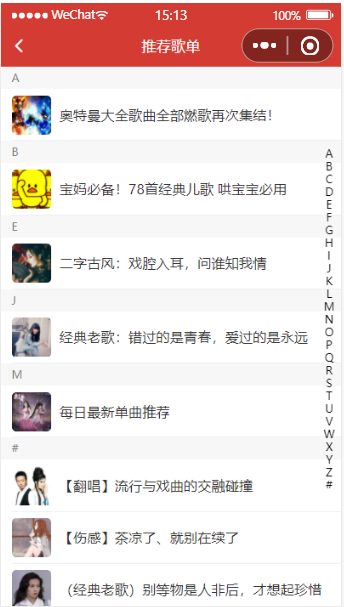 WeChat 15:13 100%
推荐歌单
A
奥特曼大全歌曲全部燃歌再次集结！
B
宝妈必备！78首经典儿歌 哄宝宝必用
E
二字古风：戏腔入耳，问谁知我情
J
经典老歌：错过的是青春，爱过的是永远
M
每日最新单曲推荐
#
【翻唱】流行与戏曲的交融碰撞
【伤感】茶凉了、就别在续了
（经典老歌）别等物是人非后，才想起珍惜
A
B
C
D
E
F
G
H
I
J
K
L
M
N
O
P
Q
R
S
T
U
V
W
X
Y
Z
#